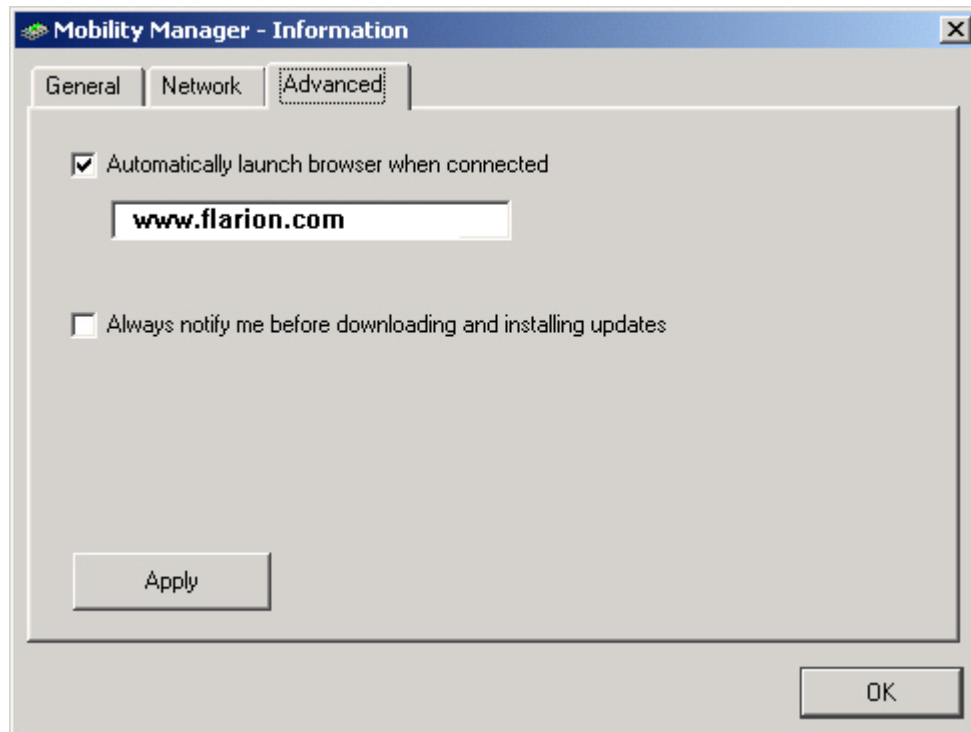 Mobility Manager - Information
General Network Advanced
Automatically launch browser when connected
www.flarion.com
Always notify me before downloading and installing updates
Apply
OK